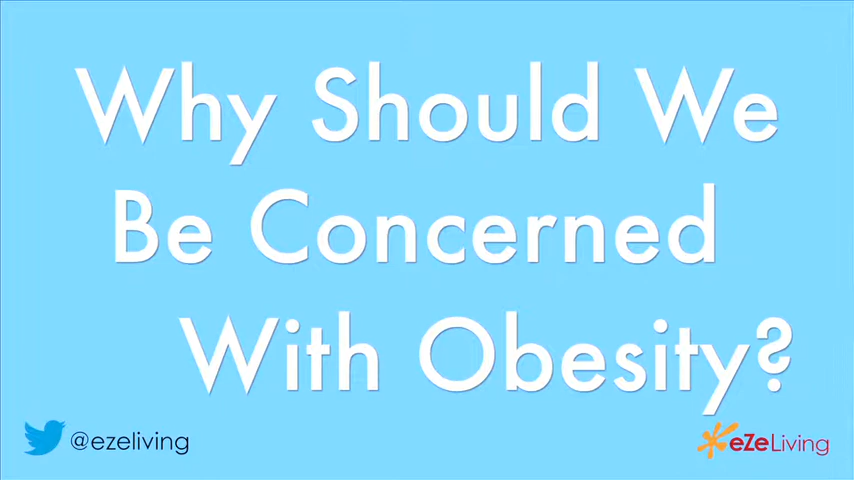 Why Should We
Be Concerned
With Obesity?
@ezeliving
eZeLiving